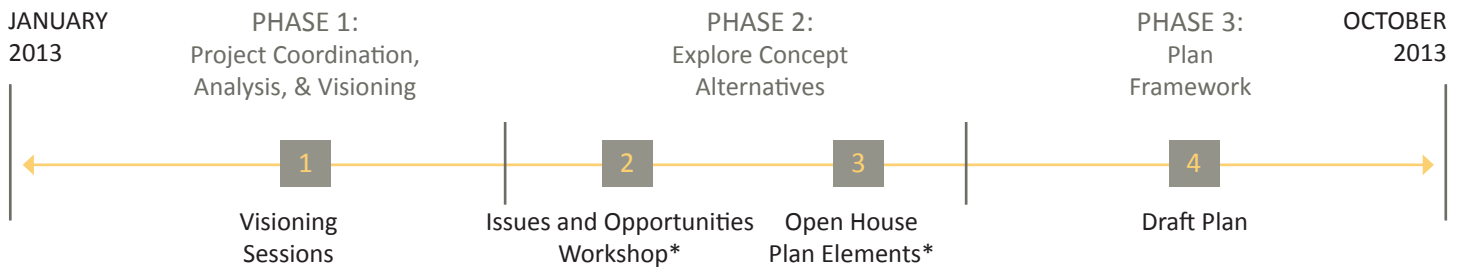 JANUARY
2013
PHASE 1:
Project Coordination,
Analysis, & Visioning
PHASE 2:
Explore Concept
Alternatives
PHASE 3:
Plan
Framework
OCTOBER
2013
1
2
3
4
Visioning
Sessions
Issues and Opportunities
Workshop*
Open House
Plan Elements*
Draft Plan